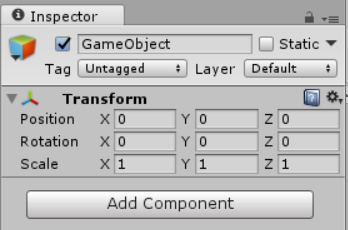 Inspector
GameObject Static
Tag Untagged Layer Default
Transform
Position X 0 Y 0 Z 0
Rotation X 0 Y 0 Z 0
Scale X 1 Y 1 Z 1
Add Component